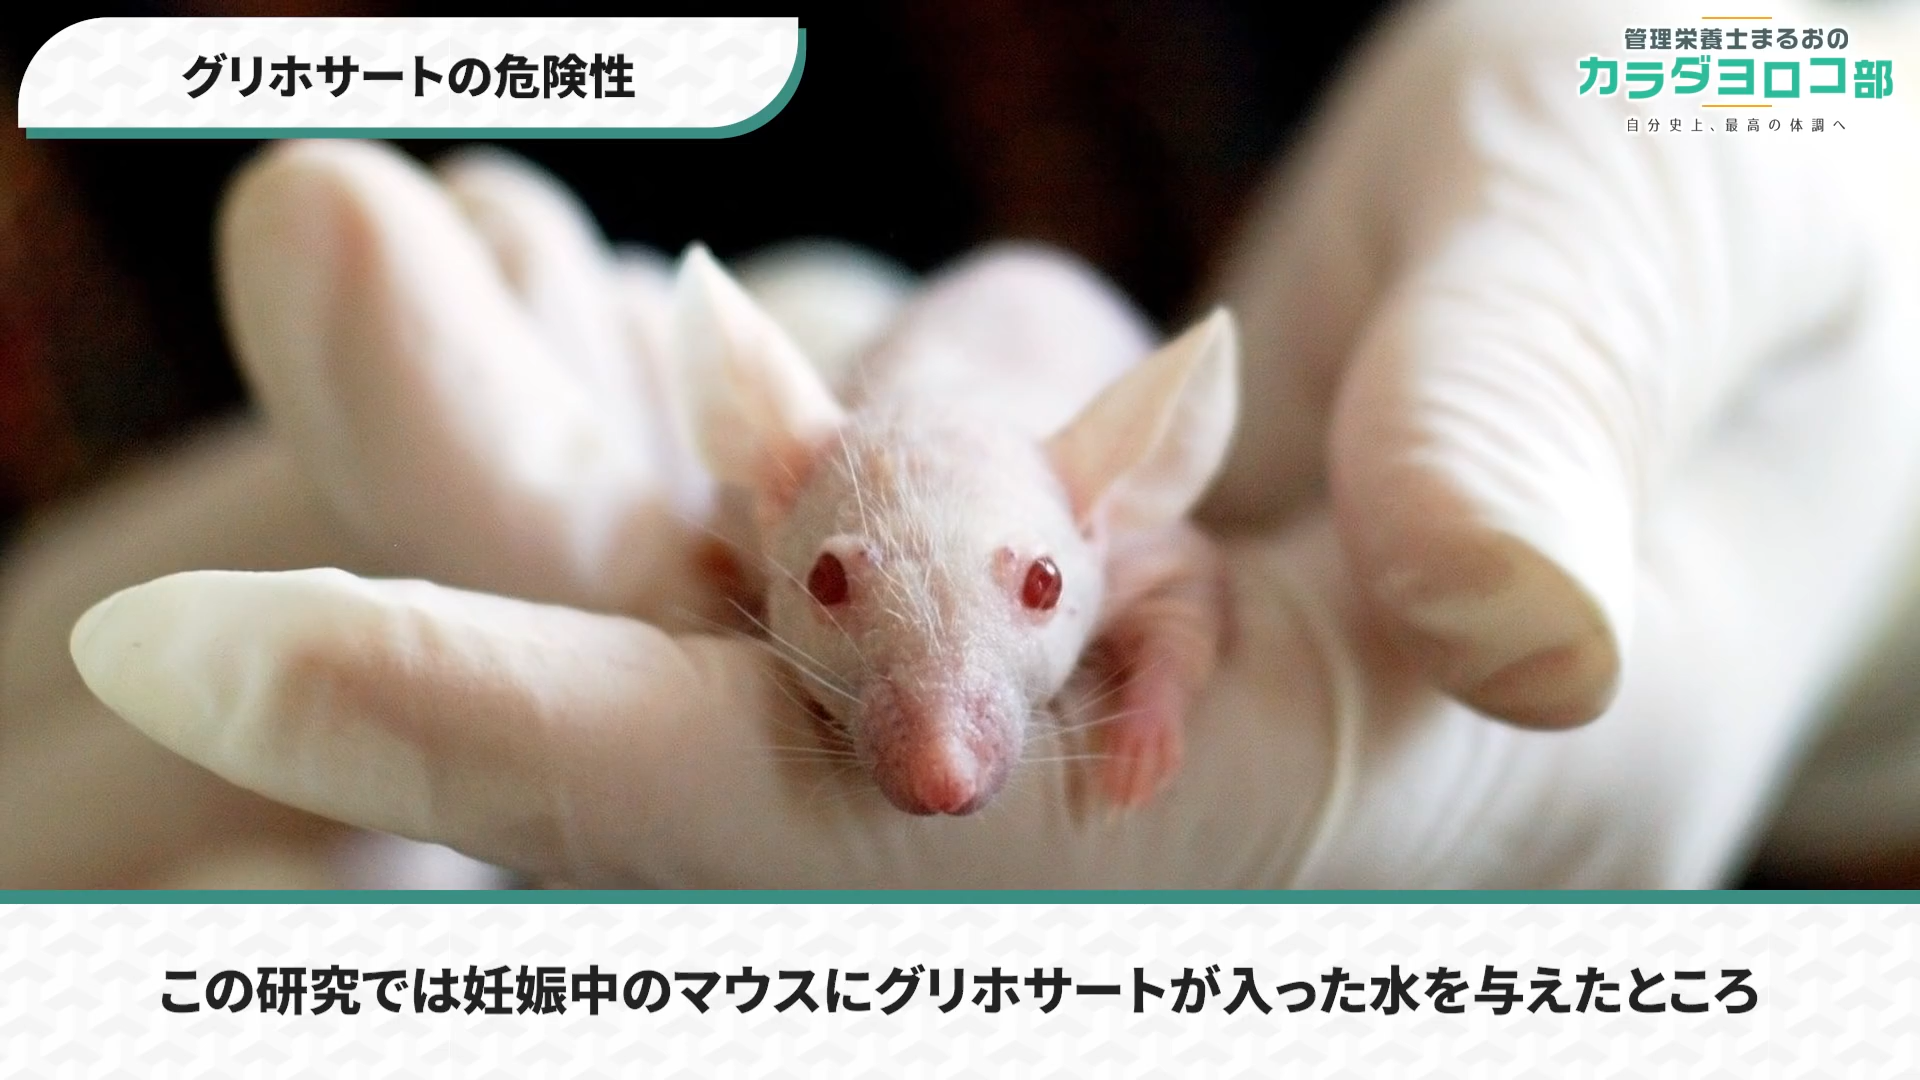 グリホサートの危険性
管理栄養士まるおの
カラダヨロコ部
自分史上、最高の体調へ
この研究では妊娠中のマウスにグリホサートが入った水を与えたところ